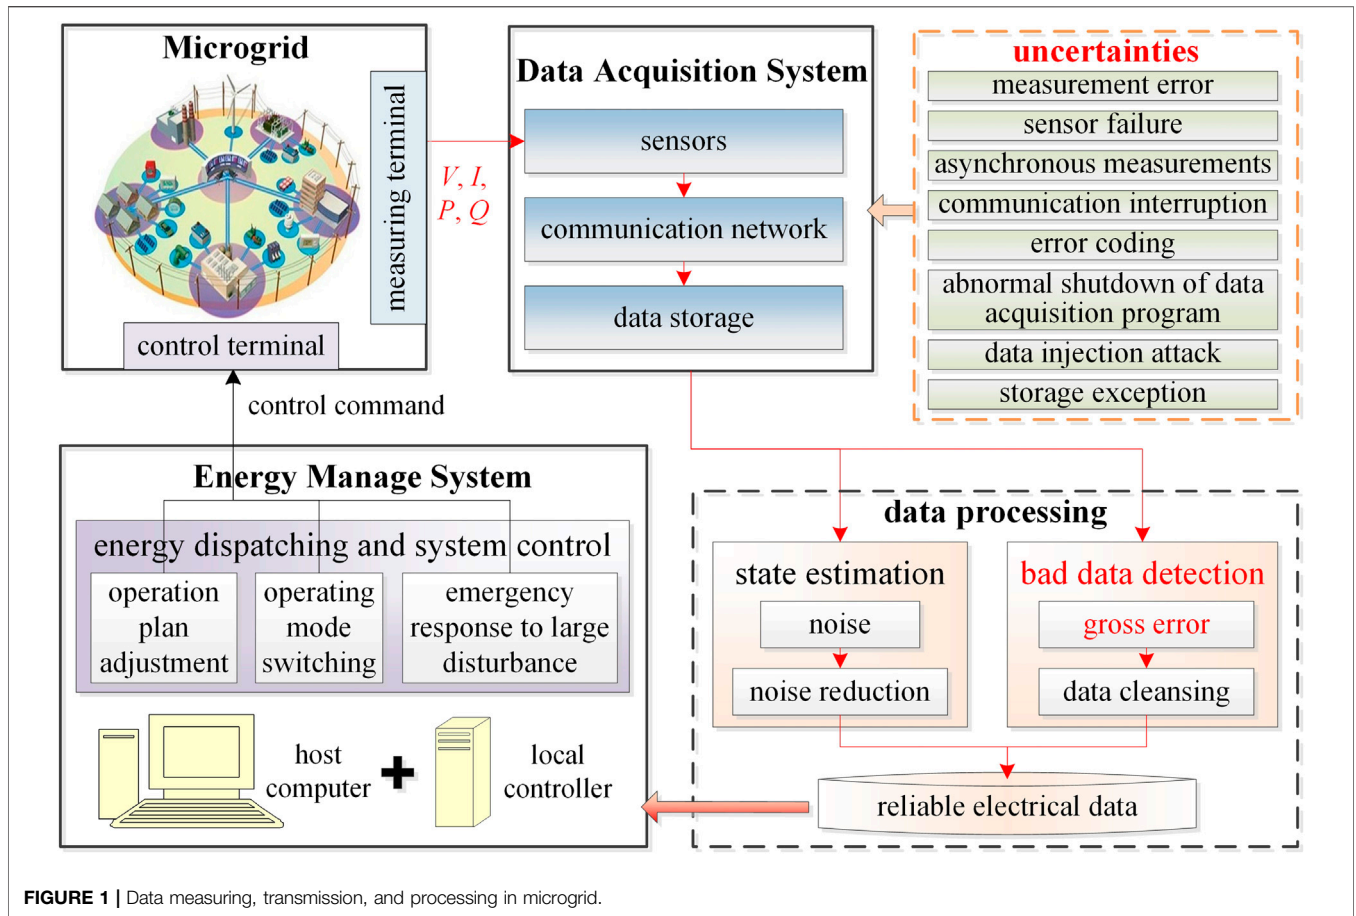 Microgrid
measuring terminal
control terminal
V, I,
P, Q
Data Acquisition System
sensors
communication network
data storage
uncertainties
measurement error
sensor failure
asynchronous measurements
communication interruption
error coding
abnormal shutdown of data
acquisition program
data injection attack
storage exception
control command
Energy Manage System
energy dispatching and system control
operation
plan
adjustment
operating
mode
switching
emergency
response to large
disturbance
host
computer
local
controller
data processing
state estimation
noise
noise reduction
bad data detection
gross error
data cleansing
reliable electrical data
FIGURE 1 | Data measuring, transmission, and processing in microgrid.